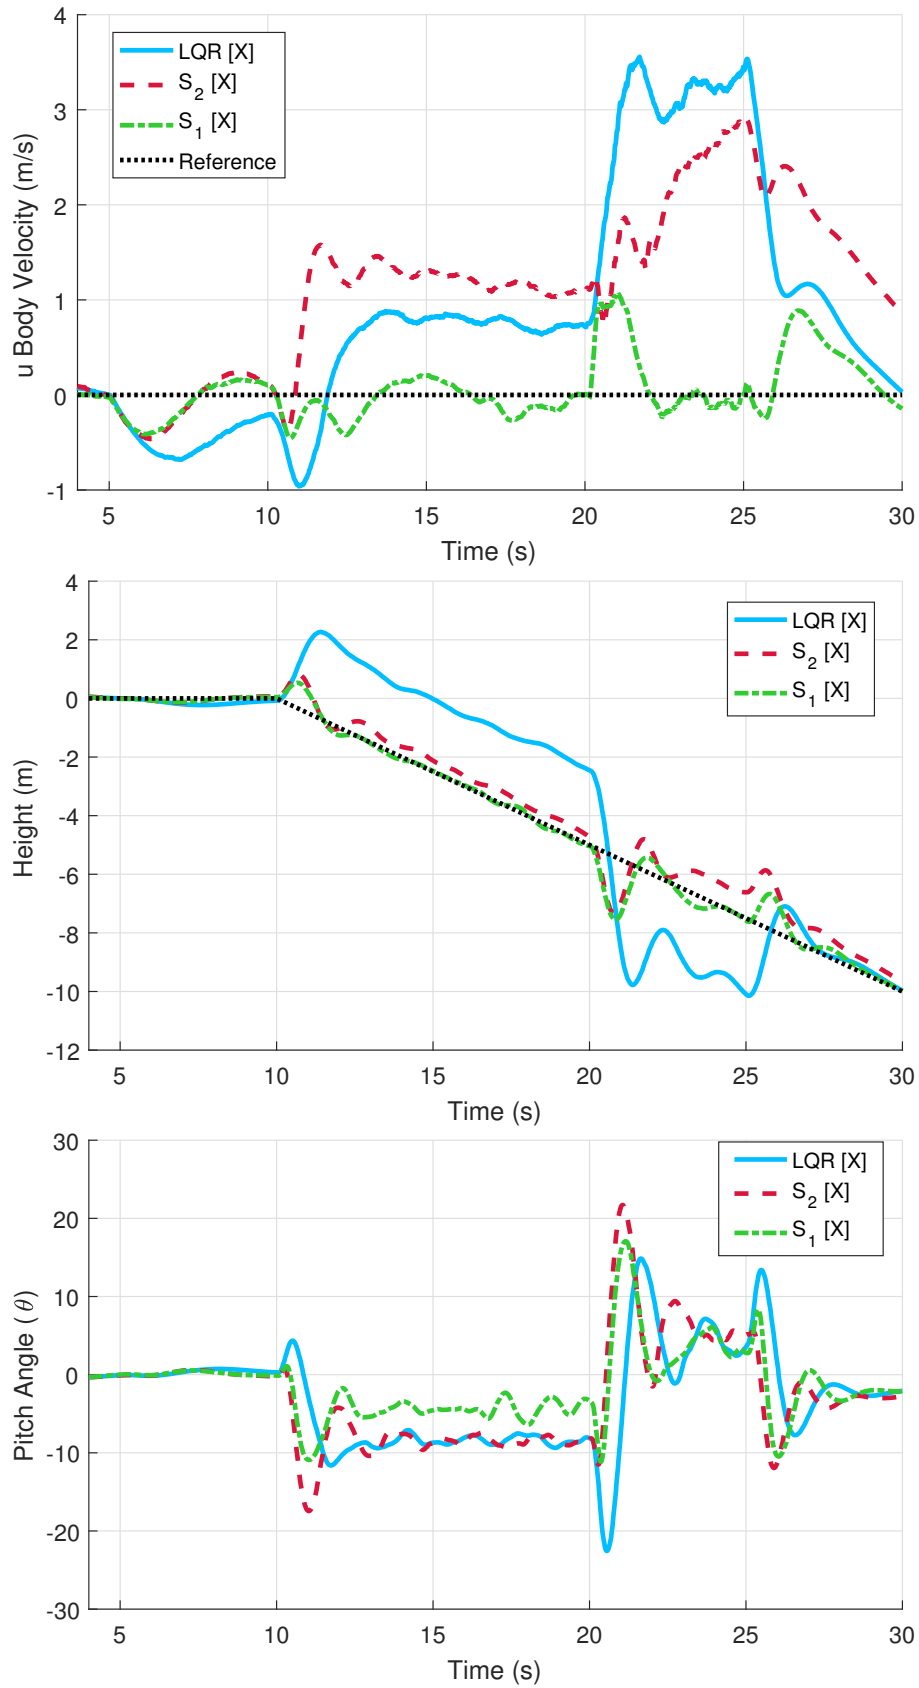 u Body Velocity (m/s)
4
3
2
1
0
-1
LQR [X]
S2 [X]
S1 [X]
Reference
5 10 15 20 25 30
Time (s)
Height (m)
4
2
0
-2
-4
-6
-8
-10
-12
LQR [X]
S2 [X]
S1 [X]
5 10 15 20 25 30
Time (s)
Pitch Angle (θ)
30
20
10
0
-10
-20
-30
LQR [X]
S2 [X]
S1 [X]
5 10 15 20 25 30
Time (s)